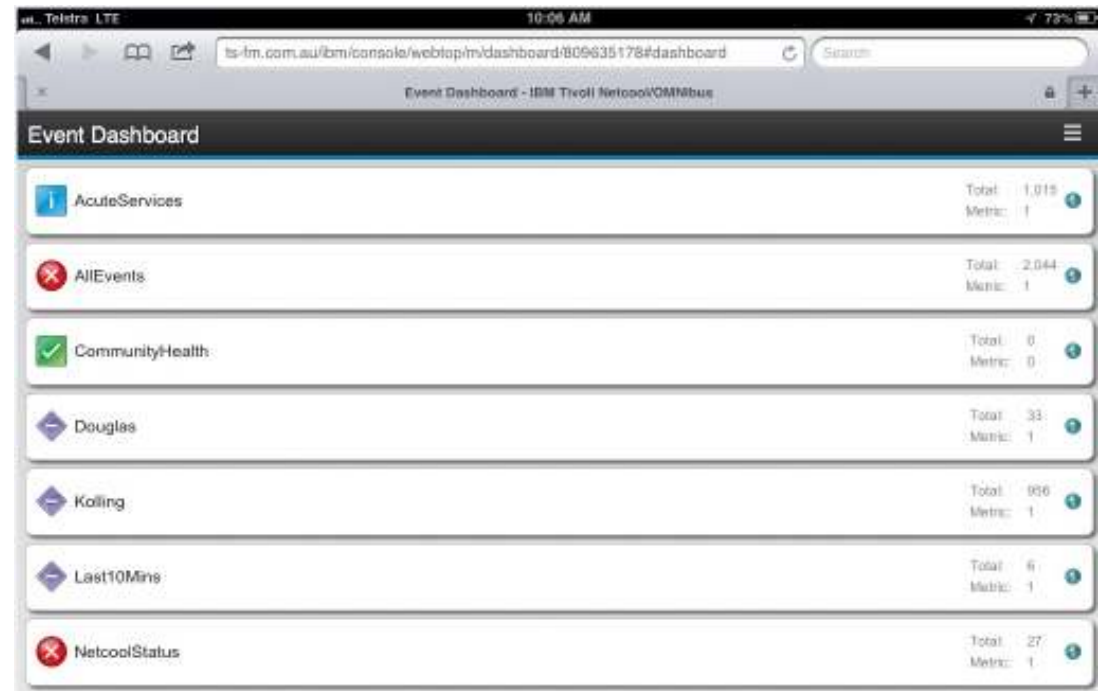 Telstra LTE 10:06 AM 73%
ts-fm.com.au/ibm/console/webtop/m/dashboard/809635178#dashboard Search
Event Dashboard - IBM Tivoli Netcool/OMNIbus
Event Dashboard
AcuteServices Total: 1,015
Metric: 1
AllEvents Total: 2,044
Metric: 1
CommunityHealth Total: 0
Metric: 0
Douglas Total: 33
Metric: 1
Kolling Total: 956
Metric: 1
Last10Mins Total: 6
Metric: 1
NetcoolStatus Total: 27
Metric: 1